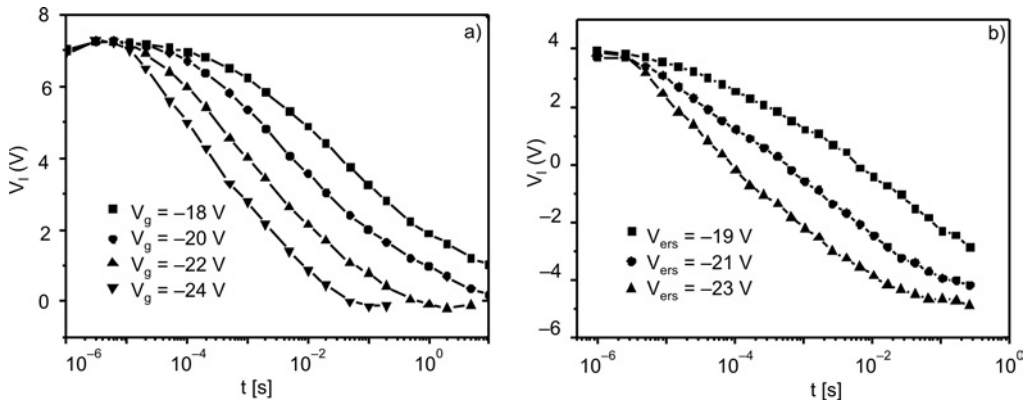 a)
8
6
4
2
0
V_I (V)
V_g = –18 V
V_g = –20 V
V_g = –22 V
V_g = –24 V
10^–6
10^–4
10^–2
10^0
t [s]
b)
4
2
0
–2
–4
–6
V_I (V)
V_ers = –19 V
V_ers = –21 V
V_ers = –23 V
10^–6
10^–4
10^–2
10^0
t [s]